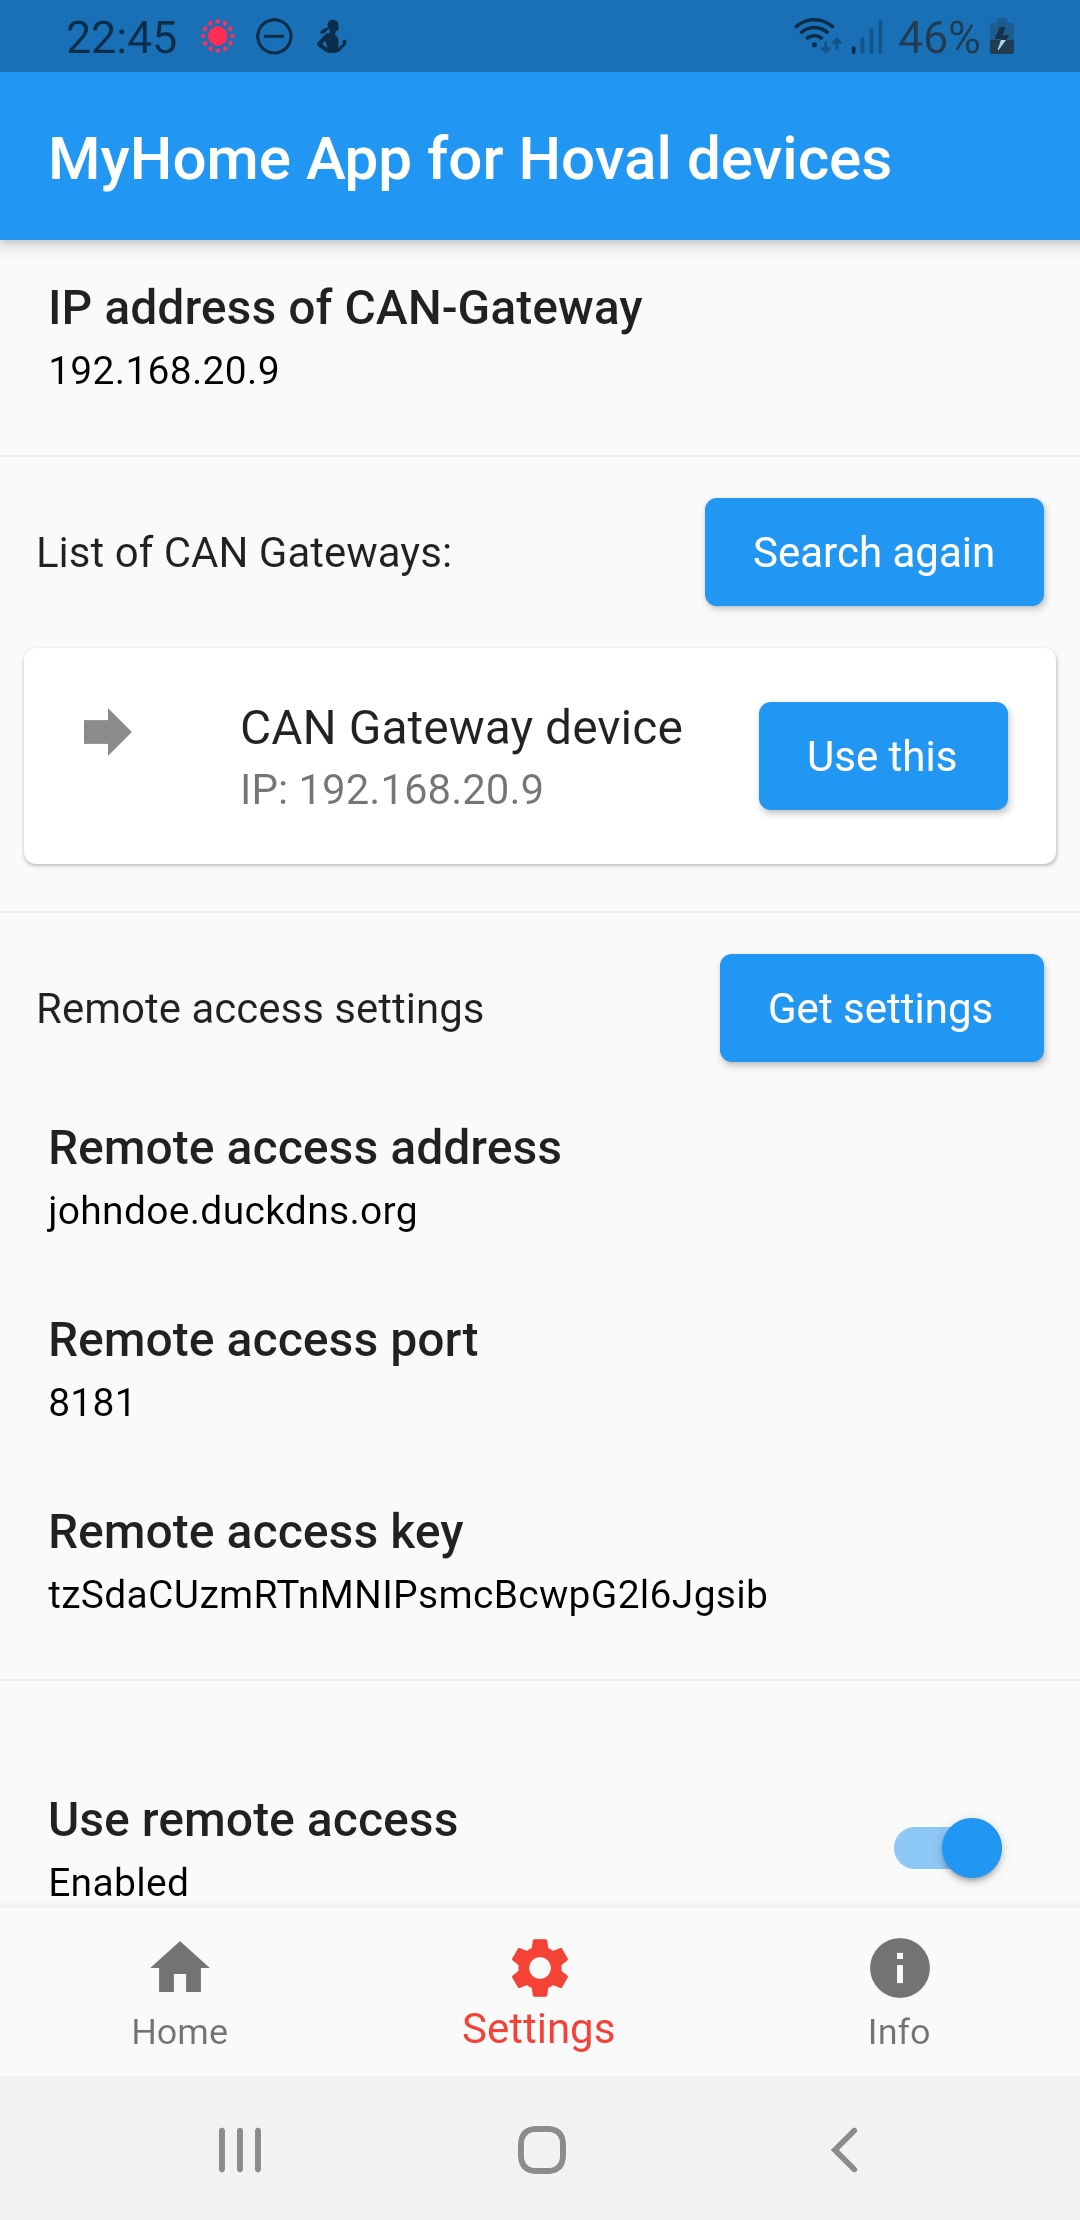 22:45 46%
MyHome App for Hoval devices
IP address of CAN-Gateway
192.168.20.9
List of CAN Gateways:
Search again
CAN Gateway device
IP: 192.168.20.9
Use this
Remote access settings
Get settings
Remote access address
johndoe.duckdns.org
Remote access port
8181
Remote access key
tzSdaCUzmRTnMNIPsmcBcwpG2l6Jgsib
Use remote access
Enabled
Home
Settings
Info